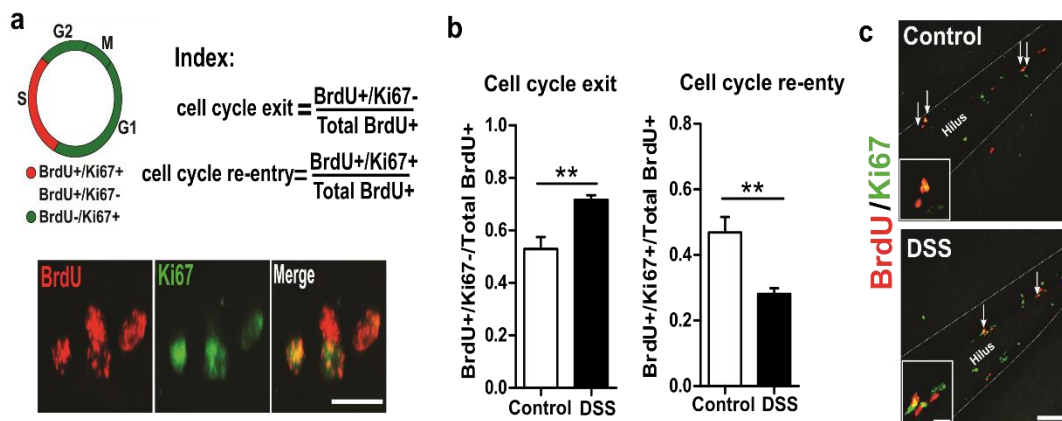 a
G2
M
S
G1
BrdU+/Ki67+
BrdU+/Ki67-
BrdU-/Ki67+
Index:
cell cycle exit = BrdU+/Ki67-
Total BrdU+
cell cycle re-entry= BrdU+/Ki67+
Total BrdU+
BrdU
Ki67
Merge
b
Cell cycle exit
BrdU+/Ki67-/Total BrdU+
1.0
0.8
0.6
0.4
0.2
0.0
**
Control DSS
Cell cycle re-enty
BrdU+/Ki67+/Total BrdU+
0.8
0.6
0.4
0.2
0.0
**
Control DSS
c
BrdU/Ki67
Control
Hilus
DSS
Hilus